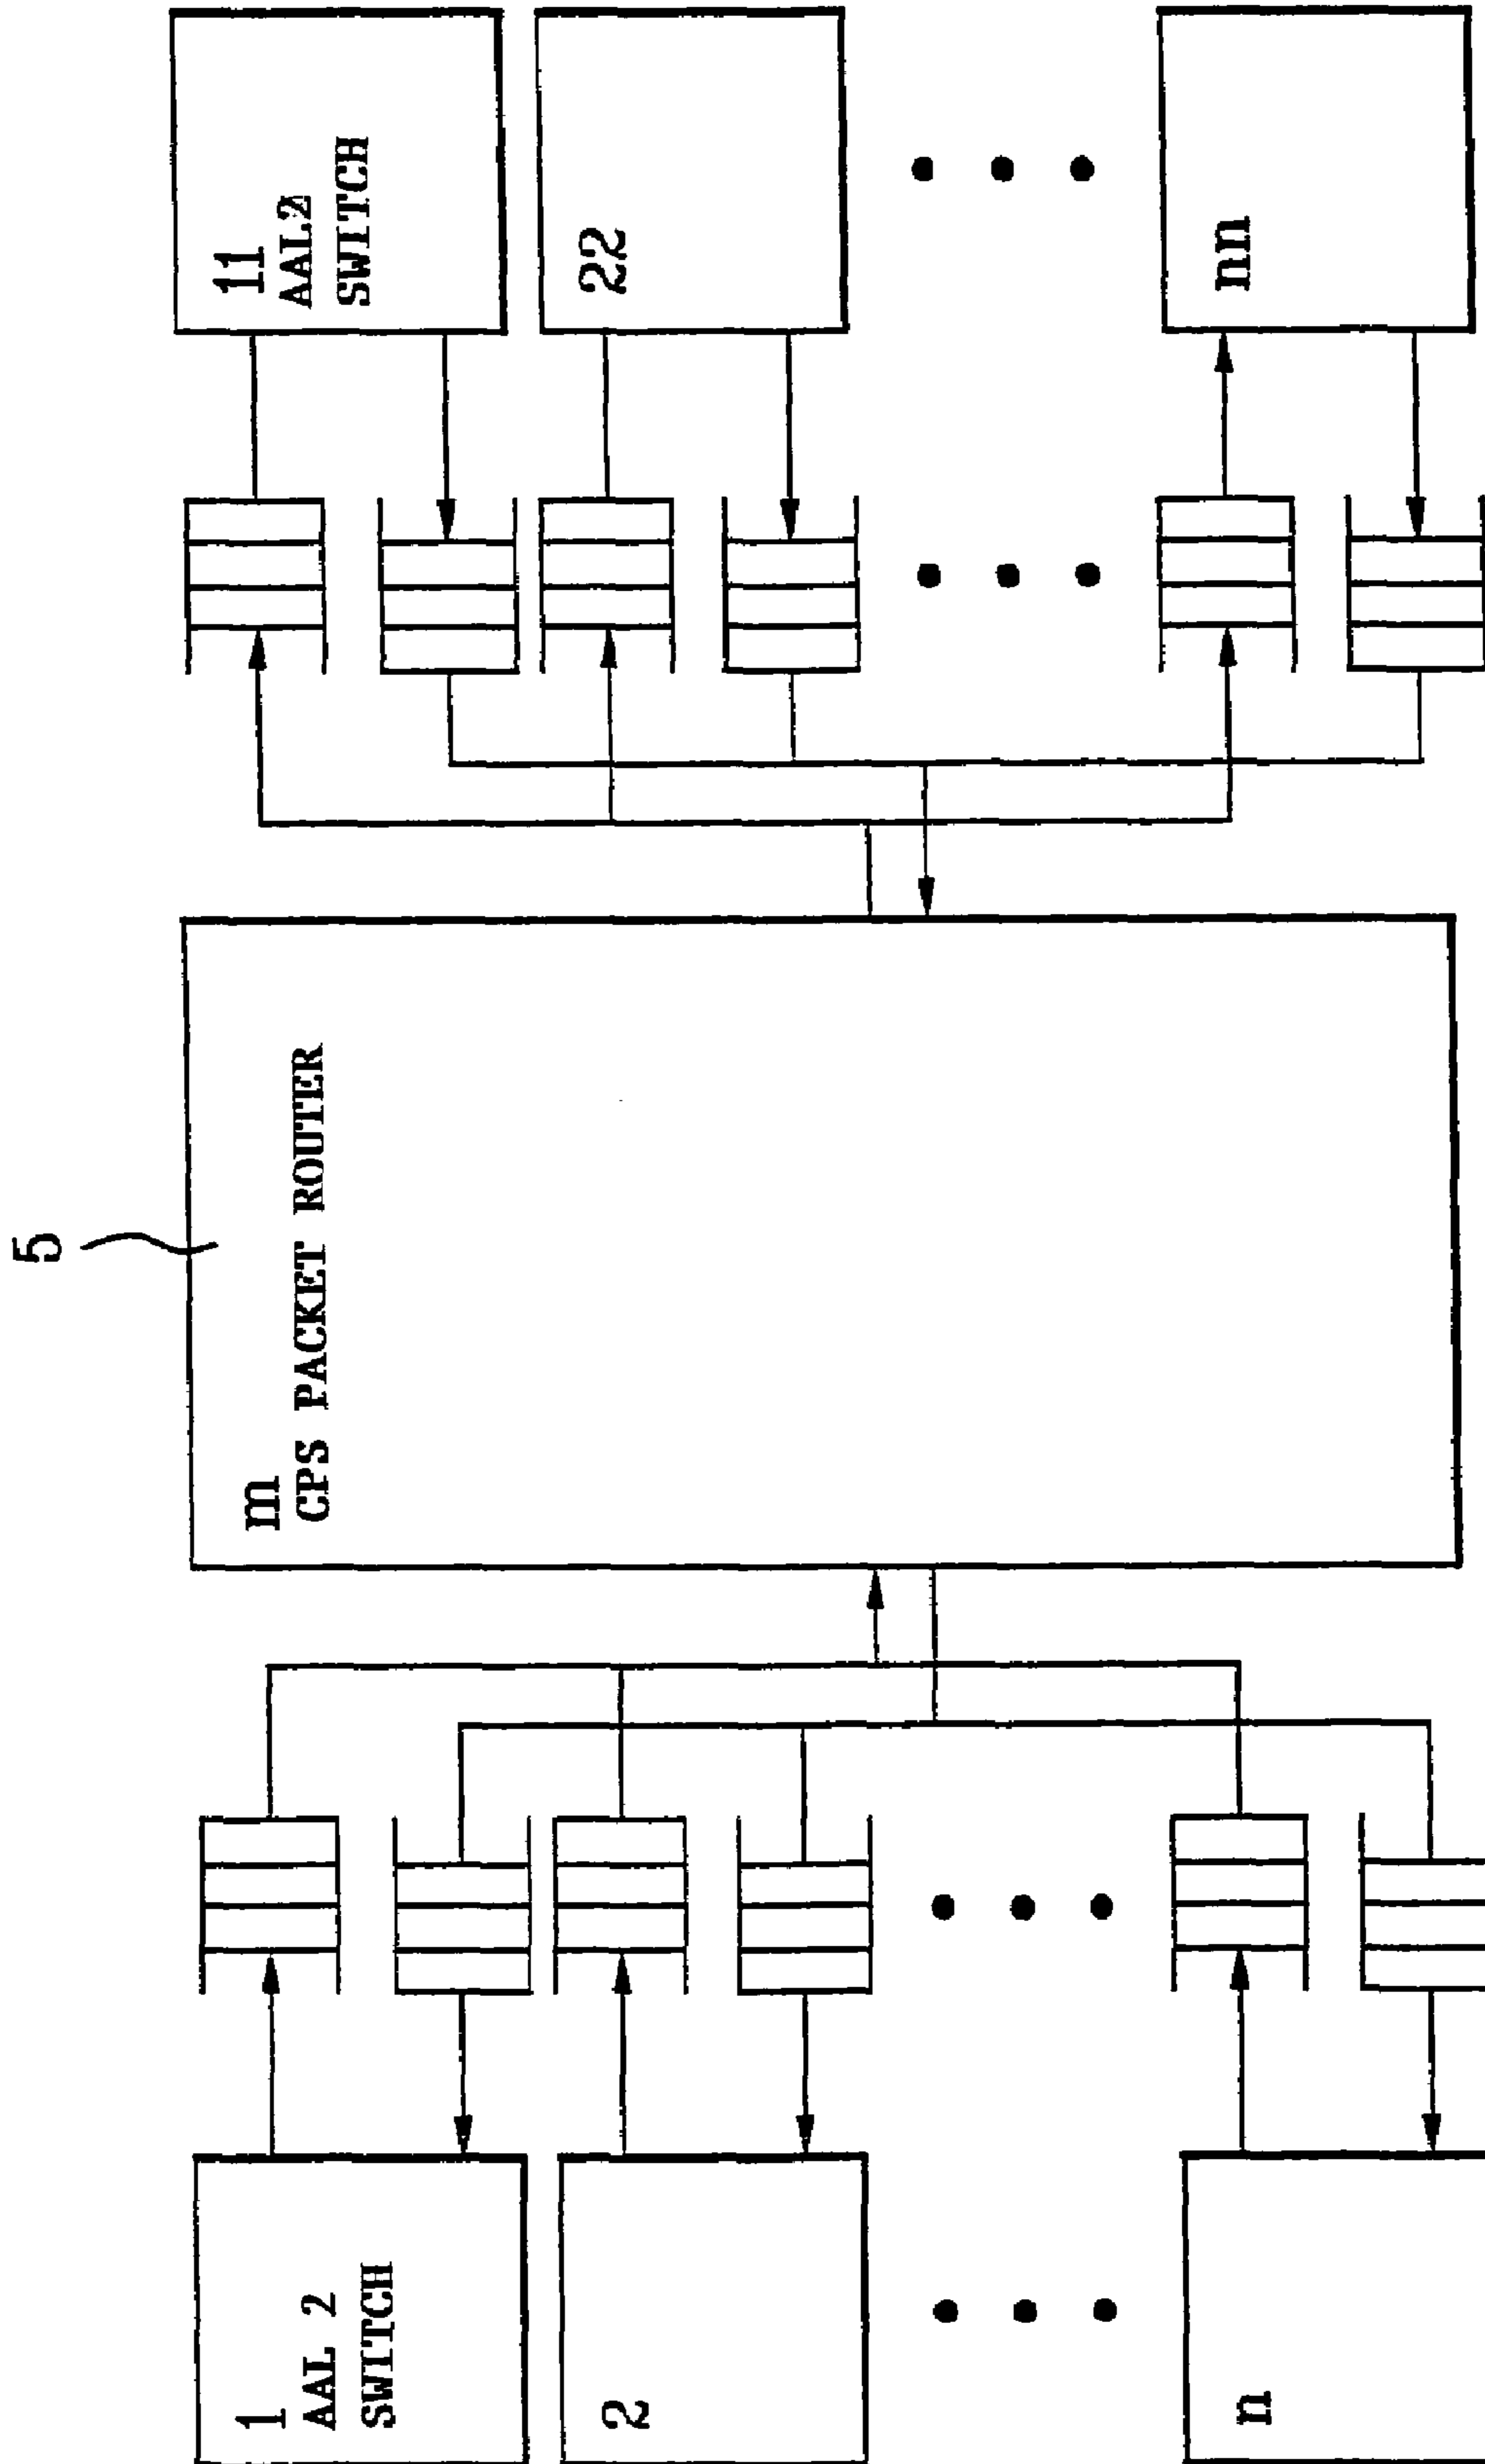 5
1
AAL 2
SWITCH
2
n
m
CPS PACKET ROUTER
11
AAL2
SWITCH
22
nn